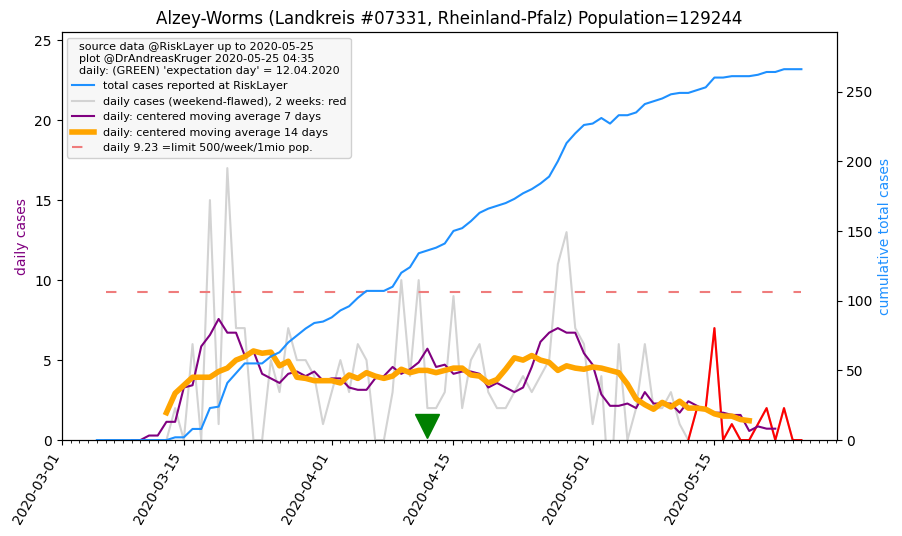 Alzey-Worms (Landkreis #07331, Rheinland-Pfalz) Population=129244
source data @RiskLayer up to 2020-05-25
plot @DrAndreasKruger 2020-05-25 04:35
daily: (GREEN) 'expectation day' = 12.04.2020
total cases reported at RiskLayer
daily cases (weekend-flawed), 2 weeks: red
daily: centered moving average 7 days
daily: centered moving average 14 days
daily 9.23 =limit 500/week/1mio pop.
daily cases
25
20
15
10
5
0
cumulative total cases
250
200
150
100
50
0
2020-03-01
2020-03-15
2020-04-01
2020-04-15
2020-05-01
2020-05-15